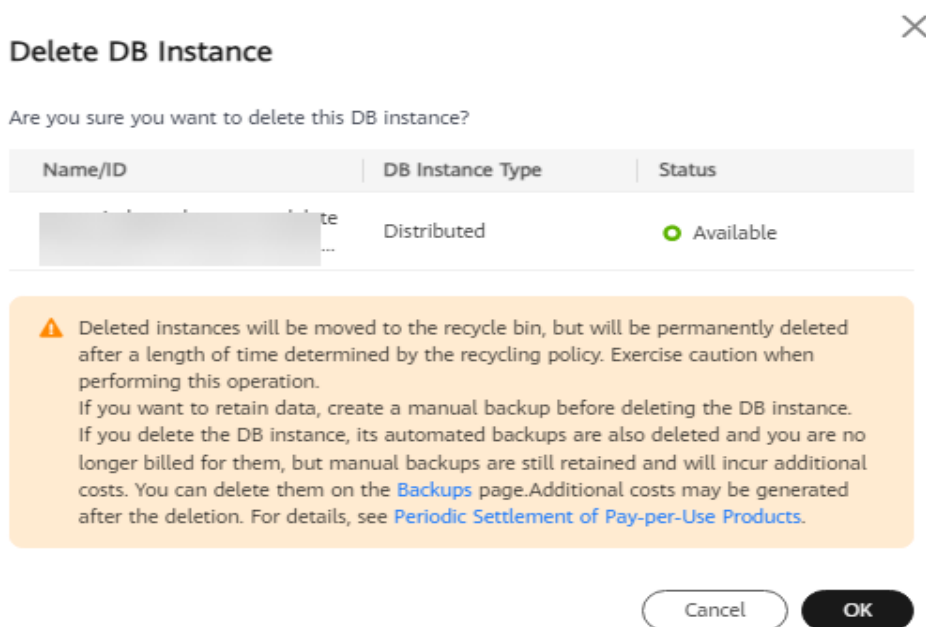 Delete DB Instance
Are you sure you want to delete this DB instance?
Name/ID DB Instance Type Status
te
... Distributed Available
Deleted instances will be moved to the recycle bin, but will be permanently deleted
after a length of time determined by the recycling policy. Exercise caution when
performing this operation.
If you want to retain data, create a manual backup before deleting the DB instance.
If you delete the DB instance, its automated backups are also deleted and you are no
longer billed for them, but manual backups are still retained and will incur additional
costs. You can delete them on the Backups page.Additional costs may be generated
after the deletion. For details, see Periodic Settlement of Pay-per-Use Products.
Cancel OK